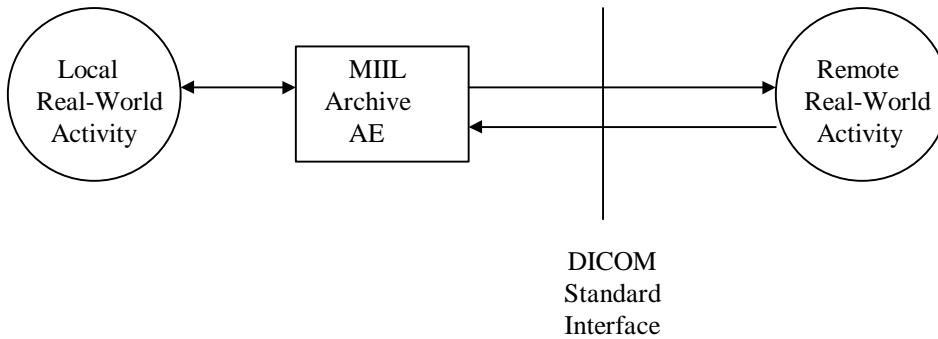 Local
Real-World
Activity
MIIL
Archive
AE
Remote
Real-World
Activity
DICOM
Standard
Interface